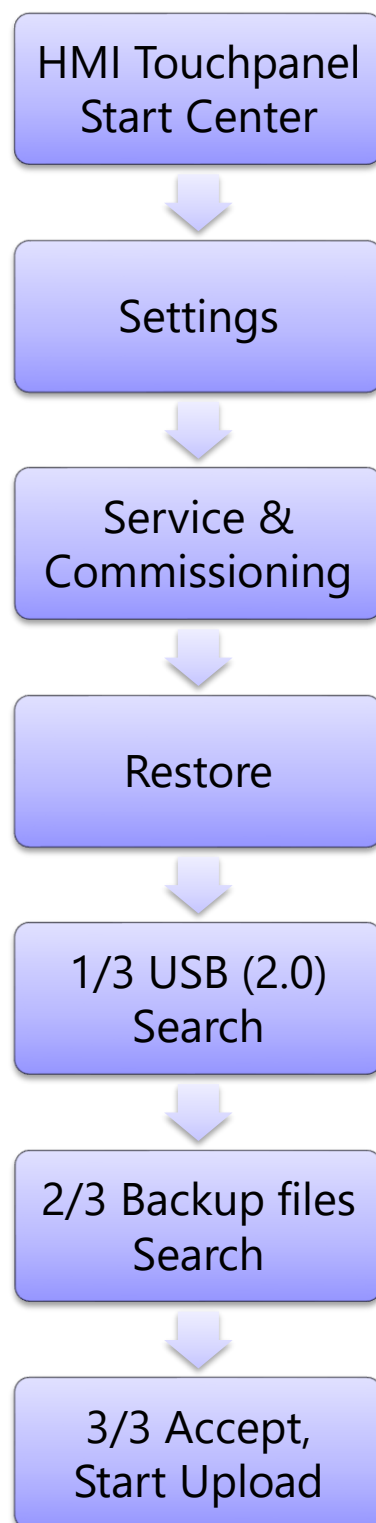 HMI Touchpanel
Start Center
Settings
Service &
Commissioning
Restore
1/3 USB (2.0)
Search
2/3 Backup files
Search
3/3 Accept,
Start Upload